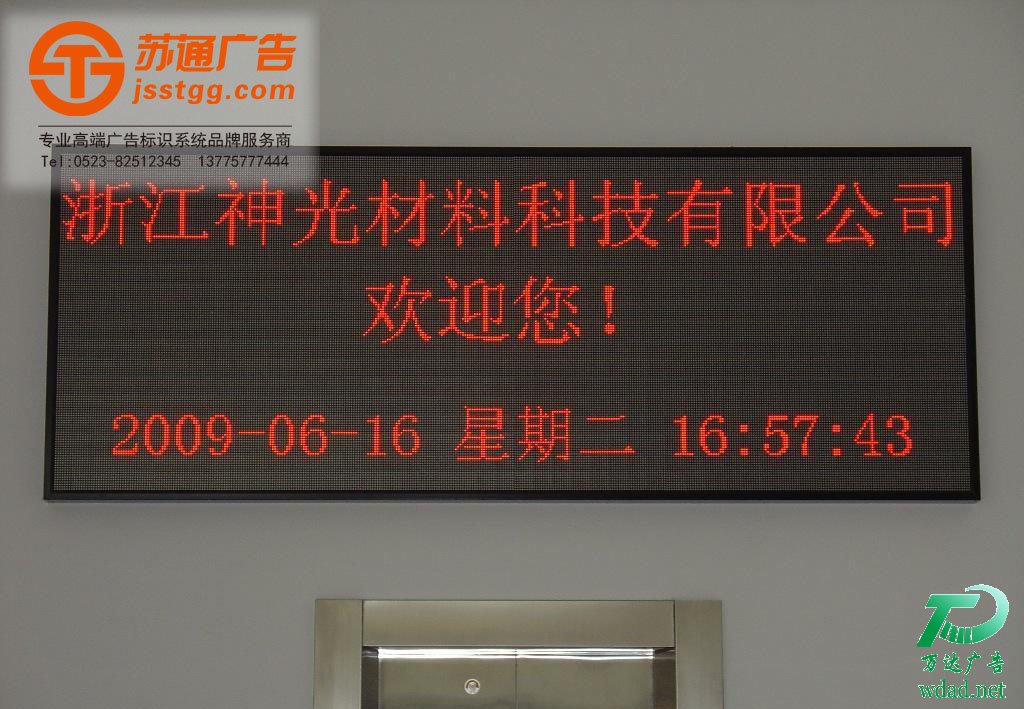 苏通广告
jsstgg.com
专业高端广告标识系统品牌服务商
Tel:0523-82512345 13775777444
浙江神光材料科技有限公司
欢迎您!
2009-06-16 星期二 16:57:43
万达广告
wdad.net